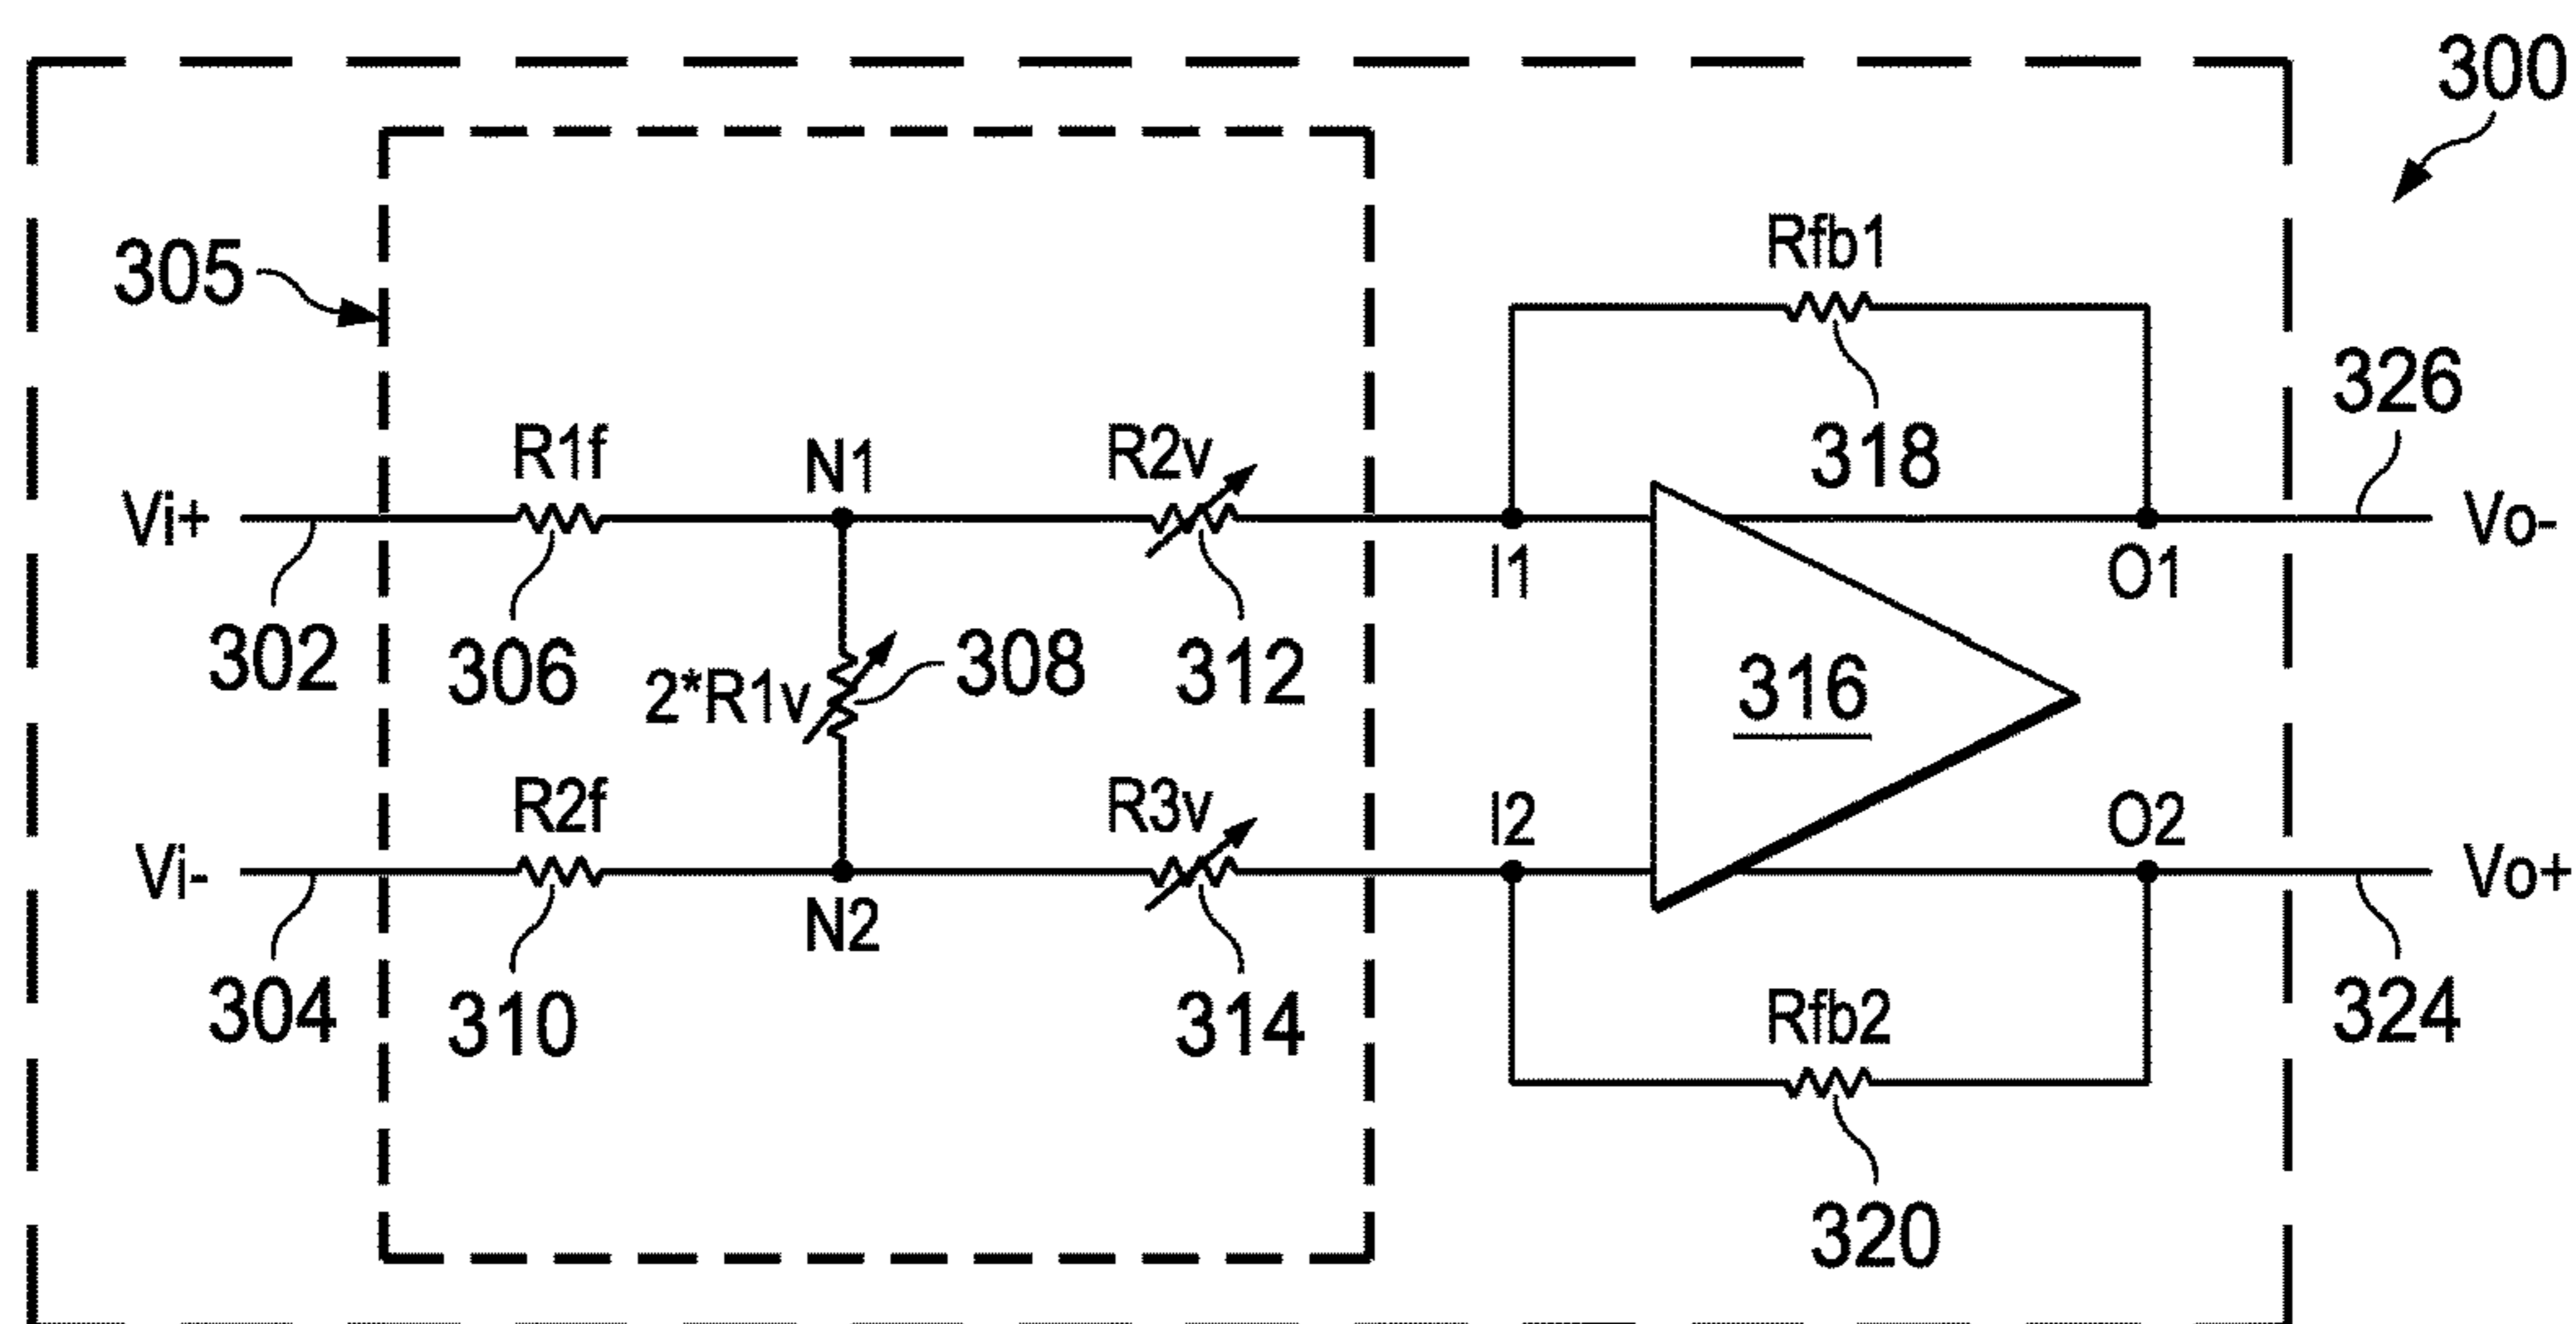 300
305
Rfb1
318
326
R1f
N1
R2v
Vi+
Vo-
I1
O1
302
306
2*R1v
308
312
316
R2f
R3v
I2
O2
Vi-
Vo+
N2
304
310
314
Rfb2
324
320